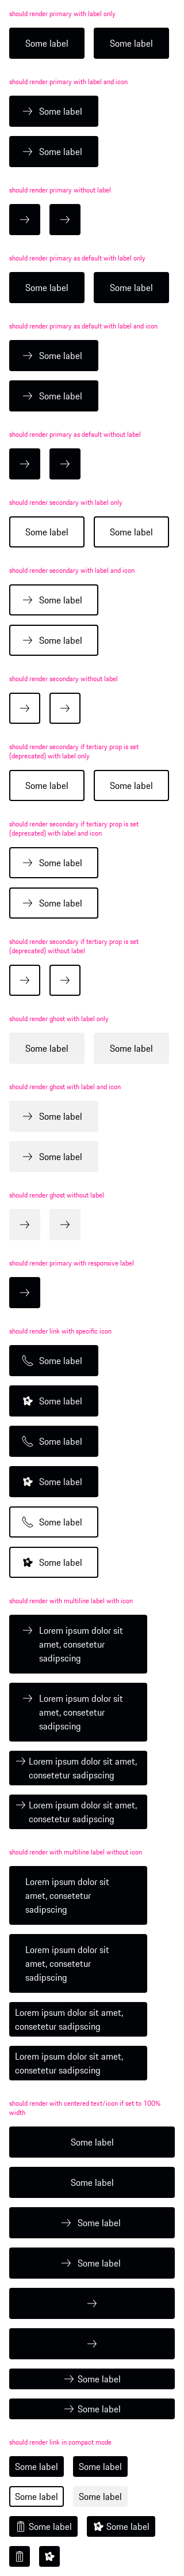 should render primary with label only
Some label Some label
should render primary with label and icon
Some label
Some label
should render primary without label
should render primary as default with label only
Some label Some label
should render primary as default with label and icon
Some label
Some label
should render primary as default without label
should render secondary with label only
Some label Some label
should render secondary with label and icon
Some label
Some label
should render secondary without label
should render secondary if tertiary prop is set
(deprecated) with label only
Some label Some label
should render secondary if tertiary prop is set
(deprecated) with label and icon
Some label
Some label
should render secondary if tertiary prop is set
(deprecated) without label
should render ghost with label only
Some label Some label
should render ghost with label and icon
Some label
Some label
should render ghost without label
should render primary with responsive label
should render link with specific icon
Some label
Some label
Some label
Some label
Some label
Some label
should render with multiline label with icon
Lorem ipsum dolor sit
amet, consetetur
sadipscing
Lorem ipsum dolor sit
amet, consetetur
sadipscing
Lorem ipsum dolor sit amet,
consetetur sadipscing
Lorem ipsum dolor sit amet,
consetetur sadipscing
should render with multiline label without icon
Lorem ipsum dolor sit
amet, consetetur
sadipscing
Lorem ipsum dolor sit
amet, consetetur
sadipscing
Lorem ipsum dolor sit amet,
consetetur sadipscing
Lorem ipsum dolor sit amet,
consetetur sadipscing
should render with centered text/icon if set to 100%
width
Some label
Some label
Some label
Some label
Some label
Some label
should render link in compact mode
Some label Some label
Some label Some label
Some label Some label